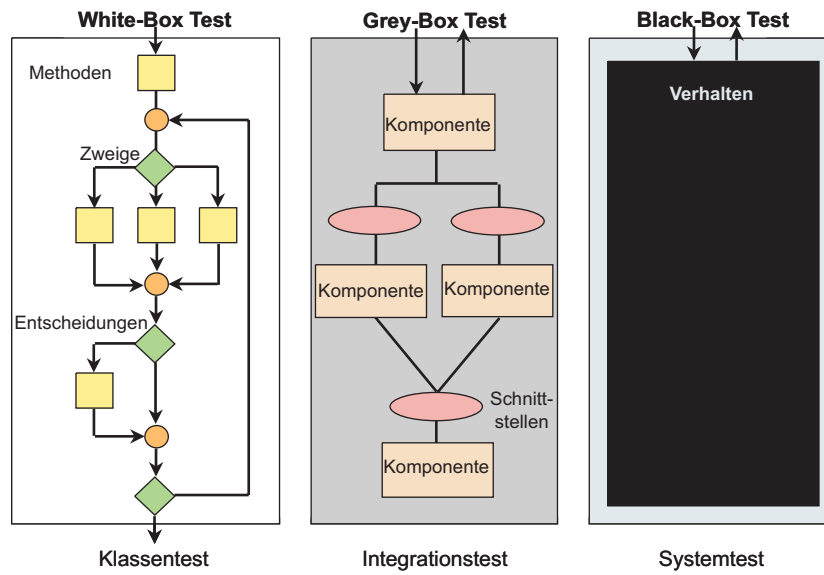 White-Box Test
Methoden
Zweige
Entscheidungen
Klassentest
Grey-Box Test
Komponente
Komponente
Komponente
Schnitt-
stellen
Komponente
Integrationstest
Black-Box Test
Verhalten
Systemtest